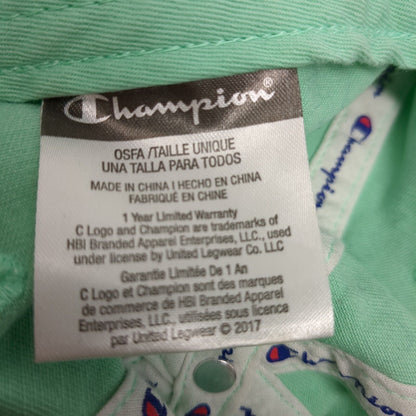 Champion
OSFA /TAILLE UNIQUE
UNA TALLA PARA TODOS
MADE IN CHINA I HECHO EN CHINA
FABRIQUÉ EN CHINE
1 Year Limited Warranty
C Logo and Champion are trademarks of
HBI Branded Apparel Enterprises, LLC, used
under license by United Legwear Co. LLC
Garantie Limitée De 1 An
C Logo et Champion sont des marques
de commerce de HBI Branded Apparel
Enterprises, LLC., utilisées sous licence
par United Legwear © 2017
Champion